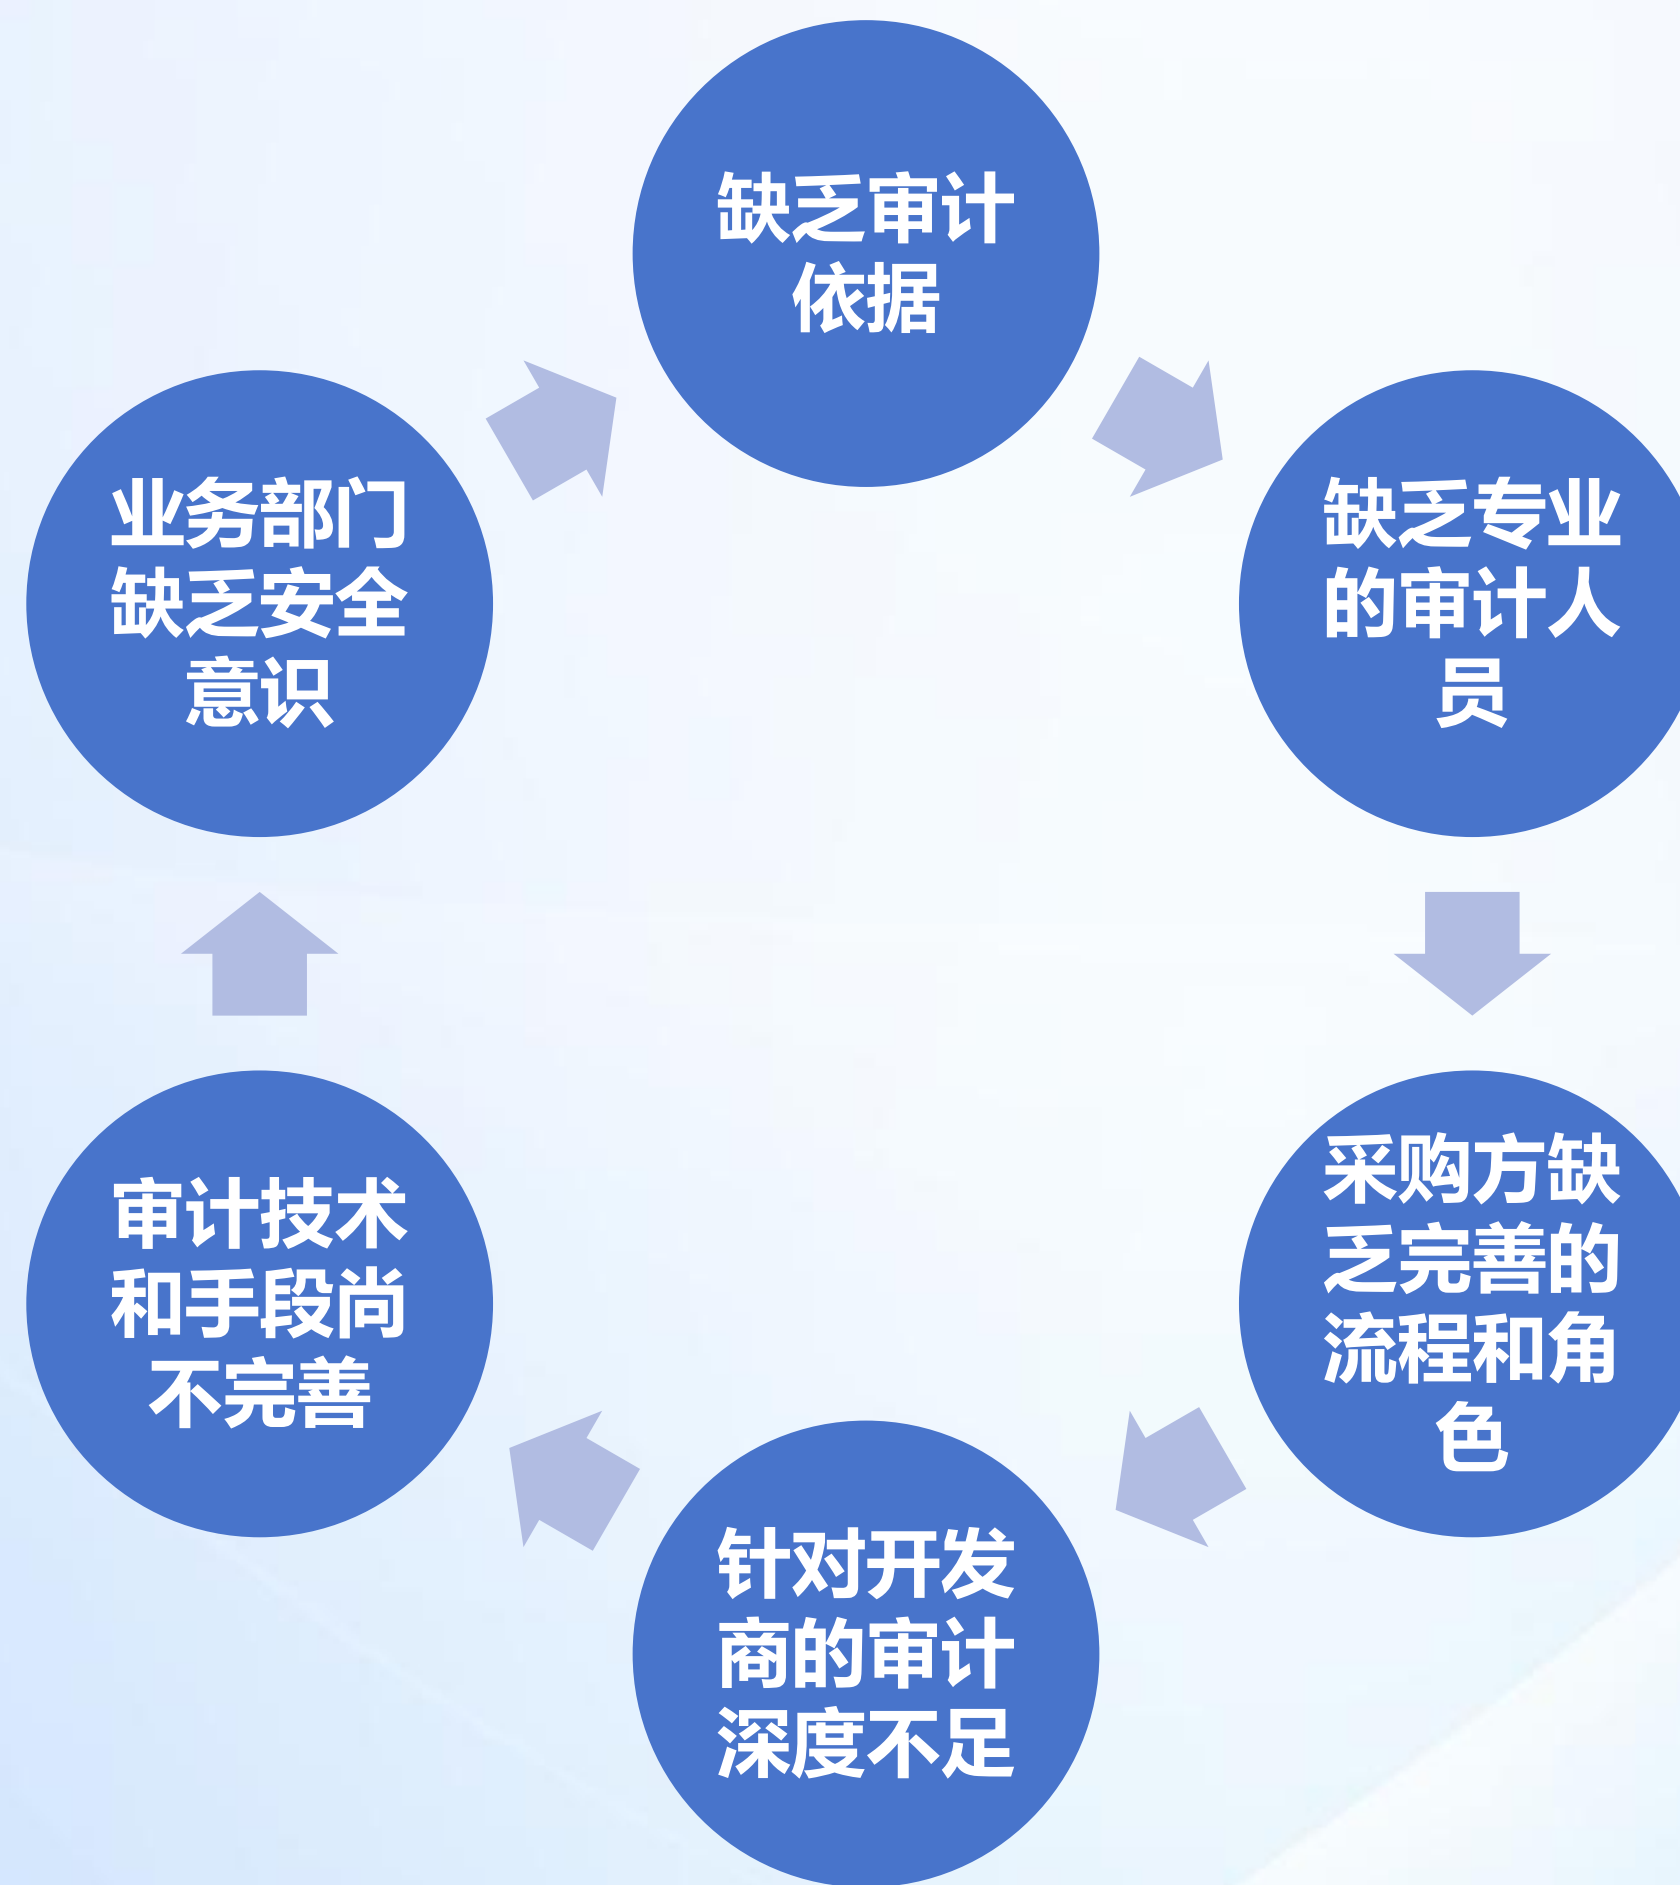 缺乏审计
依据
缺乏专业
的审计人
员
采购方缺
乏完善的
流程和角
色
针对开发
商的审计
深度不足
审计技术
和手段尚
不完善
业务部门
缺乏安全
意识